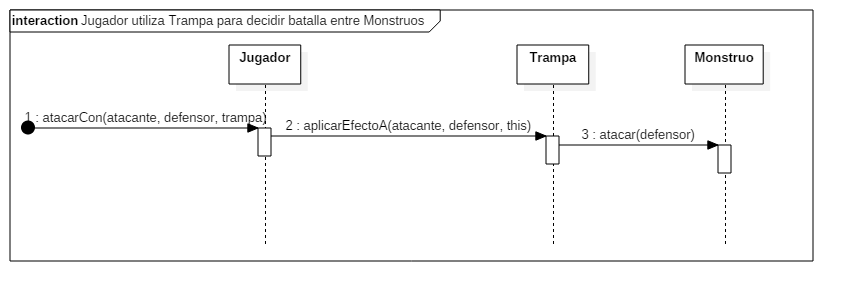 interaction Jugador utiliza Trampa para decidir batalla entre Monstruos
Jugador
Trampa
Monstruo
1 : atacarCon(atacante, defensor, trampa)
2 : aplicarEfectoA(atacante, defensor, this)
3 : atacar(defensor)